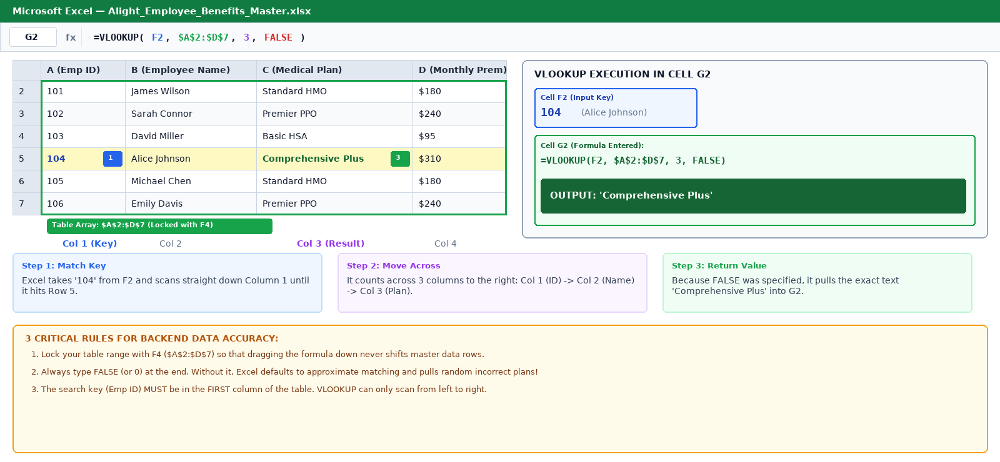 Microsoft Excel — Alight_Employee_Benefits_Master.xlsx
G2 fx =VLOOKUP( F2, $A$2:$D$7, 3, FALSE )
A (Emp ID) B (Employee Name) C (Medical Plan) D (Monthly Prem)
2 101 James Wilson Standard HMO $180
3 102 Sarah Connor Premier PPO $240
4 103 David Miller Basic HSA $95
5 104 1 Alice Johnson Comprehensive Plus 3 $310
6 105 Michael Chen Standard HMO $180
7 106 Emily Davis Premier PPO $240
Table Array: $A$2:$D$7 (Locked with F4)
Col 1 (Key) Col 2 Col 3 (Result) Col 4
VLOOKUP EXECUTION IN CELL G2
Cell F2 (Input Key)
104 (Alice Johnson)
Cell G2 (Formula Entered):
=VLOOKUP(F2, $A$2:$D$7, 3, FALSE)
OUTPUT: 'Comprehensive Plus'
Step 1: Match Key
Excel takes '104' from F2 and scans straight down Column 1 until
it hits Row 5.
Step 2: Move Across
It counts across 3 columns to the right: Col 1 (ID) -> Col 2 (Name)
-> Col 3 (Plan).
Step 3: Return Value
Because FALSE was specified, it pulls the exact text
'Comprehensive Plus' into G2.
3 CRITICAL RULES FOR BACKEND DATA ACCURACY:
1. Lock your table range with F4 ($A$2:$D$7) so that dragging the formula down never shifts master data rows.
2. Always type FALSE (or 0) at the end. Without it, Excel defaults to approximate matching and pulls random incorrect plans!
3. The search key (Emp ID) MUST be in the FIRST column of the table. VLOOKUP can only scan from left to right.